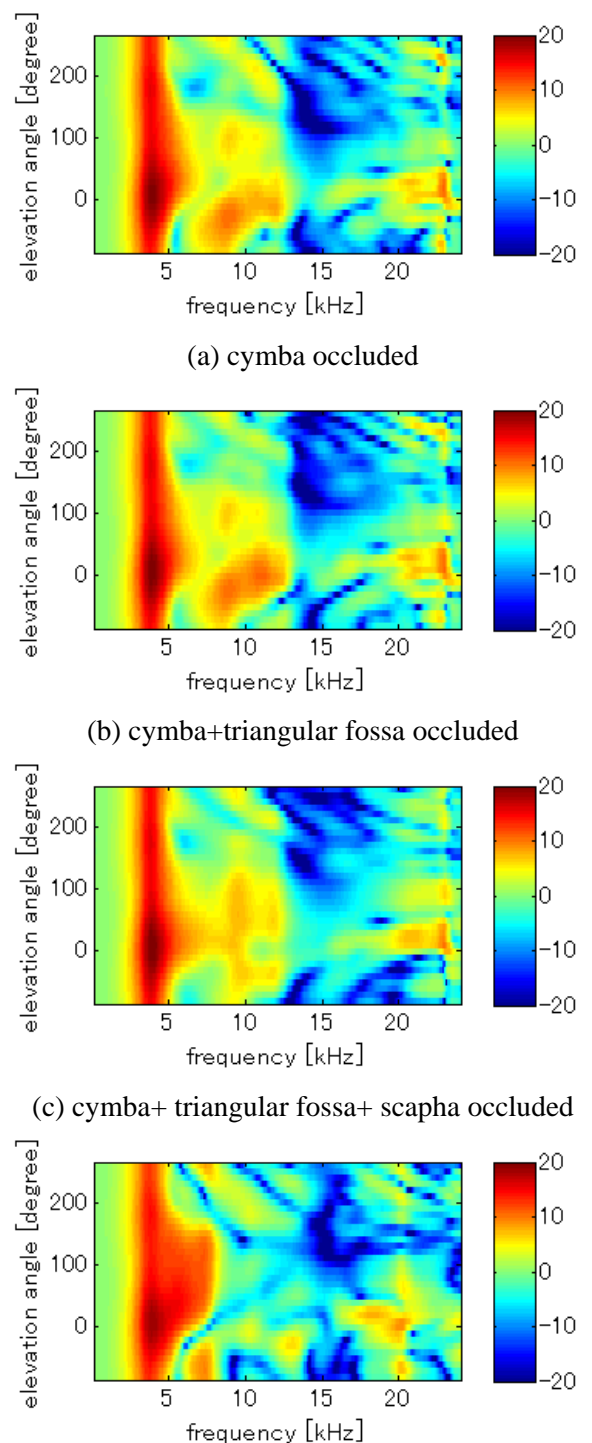 20
200
10
100
0
0
−10
−20
5 10 15 20
elevation angle [degree]
frequency [kHz]
(a) cymba occluded
20
200
10
100
0
0
−10
−20
5 10 15 20
elevation angle [degree]
frequency [kHz]
(b) cymba+triangular fossa occluded
20
200
10
100
0
0
−10
−20
5 10 15 20
elevation angle [degree]
frequency [kHz]
(c) cymba+ triangular fossa+ scapha occluded
20
200
10
100
0
0
−10
−20
5 10 15 20
elevation angle [degree]
frequency [kHz]